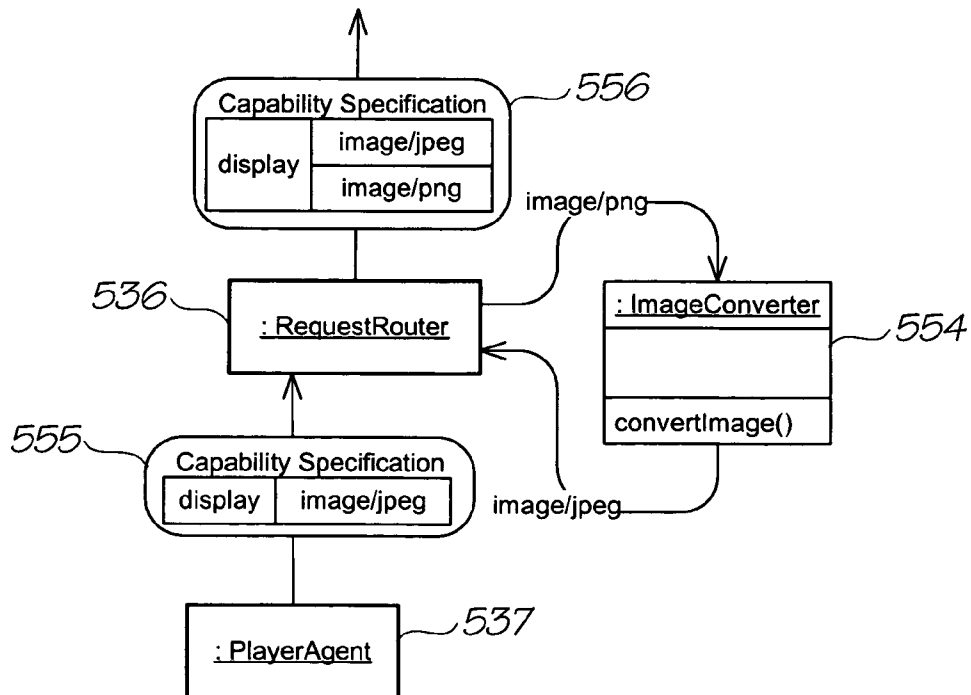 556
Capability Specification
display
image/jpeg
image/png
image/png
536
: RequestRouter
: ImageConverter
554
convertImage()
555
Capability Specification
display
image/jpeg
image/jpeg
537
: PlayerAgent